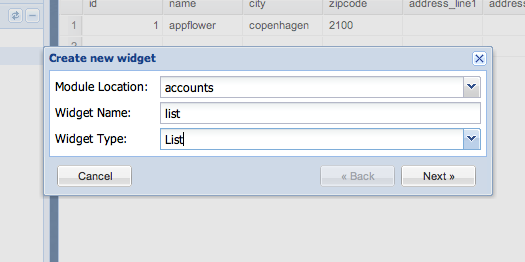 id name city zipcode address_line1 address
1 1 appflower copenhagen 2100
2
Create new widget
Module Location: accounts
Widget Name: list
Widget Type: List
Cancel « Back Next »